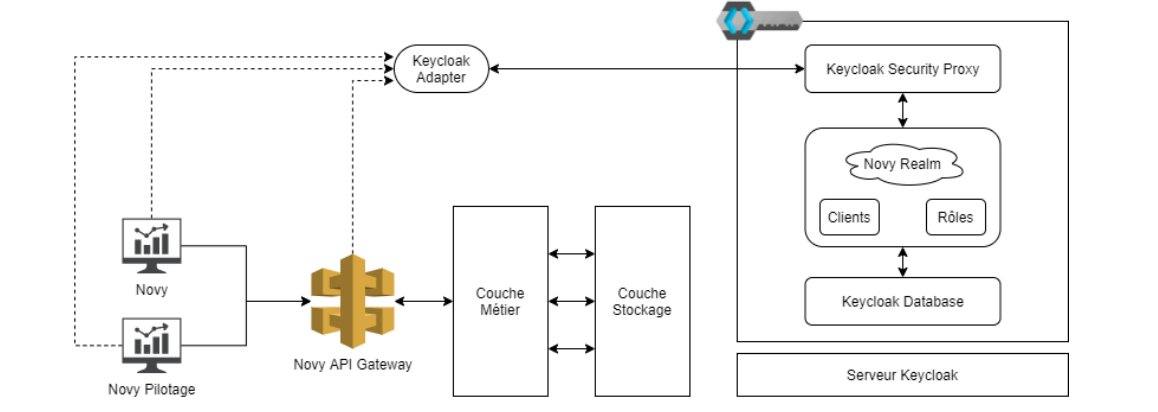 Keycloak
Adapter
Keycloak Security Proxy
Novy Realm
Clients
Rôles
Keycloak Database
Serveur Keycloak
Novy
Novy Pilotage
Novy API Gateway
Couche
Métier
Couche
Stockage